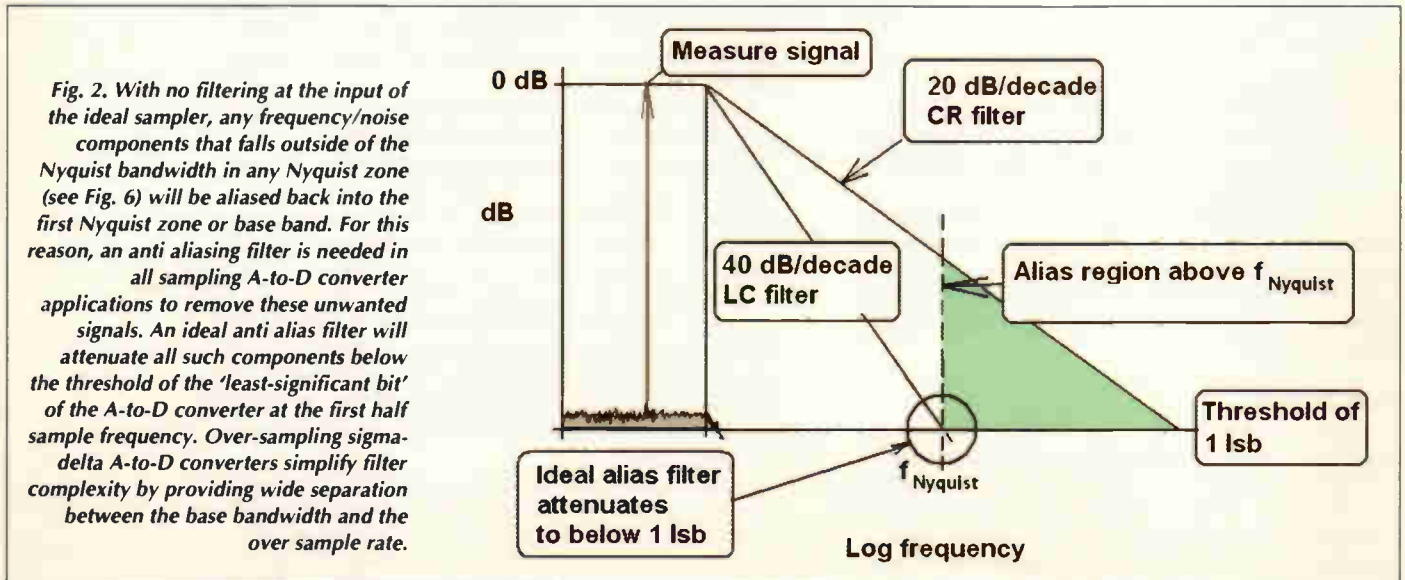 Fig. 2. With no filtering at the input of
the ideal sampler, any frequency/noise
components that falls outside of the
Nyquist bandwidth in any Nyquist zone
(see Fig. 6) will be aliased back into the
first Nyquist zone or base band. For this
reason, an anti aliasing filter is needed in
all sampling A-to-D converter
applications to remove these unwanted
signals. An ideal anti alias filter will
attenuate all such components below
the threshold of the 'least-significant bit'
of the A-to-D converter at the first half
sample frequency. Over-sampling sigma-
delta A-to-D converters simplify filter
complexity by providing wide separation
between the base bandwidth and the
over sample rate.
Measure signal
0 dB
20 dB/decade
CR filter
dB
40 dB/decade
LC filter
Alias region above f Nyquist
Threshold of
1 lsb
Ideal alias filter
attenuates
to below 1 lsb
f Nyquist
Log frequency